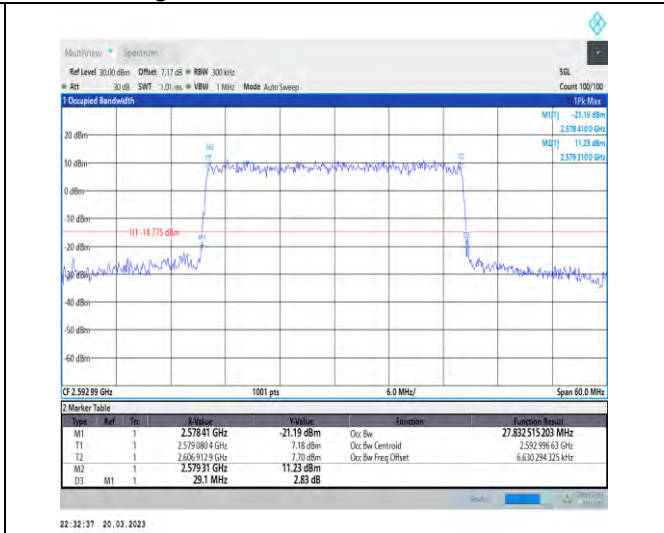 MultiView Spectrum
Ref Level 30.00 dBm Offset 7.17 dB RBW 300 kHz SGL
Att 30 dB SWT 1.01 ms VBW 1 MHz Mode Auto Sweep Count 100/100
1 Occupied Bandwidth 1Pk Max
M1[1] -21.19 dBm
2.578 410 0 GHz
M2[1] 11.23 dBm
2.579 310 0 GHz
20 dBm
M2
T1
T2
10 dBm
0 dBm
-10 dBm
H1 -14.775 dBm
M1
D3
-20 dBm
-30 dBm
-40 dBm
-50 dBm
-60 dBm
CF 2.592 99 GHz 1001 pts 6.0 MHz/ Span 60.0 MHz
2 Marker Table
Type Ref Trc X-Value Y-Value Function Function Result
M1 1 2.578 41 GHz -21.19 dBm Occ Bw 27.832 515 203 MHz
T1 1 2.579 080 4 GHz 7.18 dBm Occ Bw Centroid 2.592 996 63 GHz
T2 1 2.606 912 9 GHz 7.70 dBm Occ Bw Freq Offset 6.630 294 325 kHz
M2 1 2.579 31 GHz 11.23 dBm
D3 M1 1 29.1 MHz 2.83 dB
22:32:37 20.03.2023